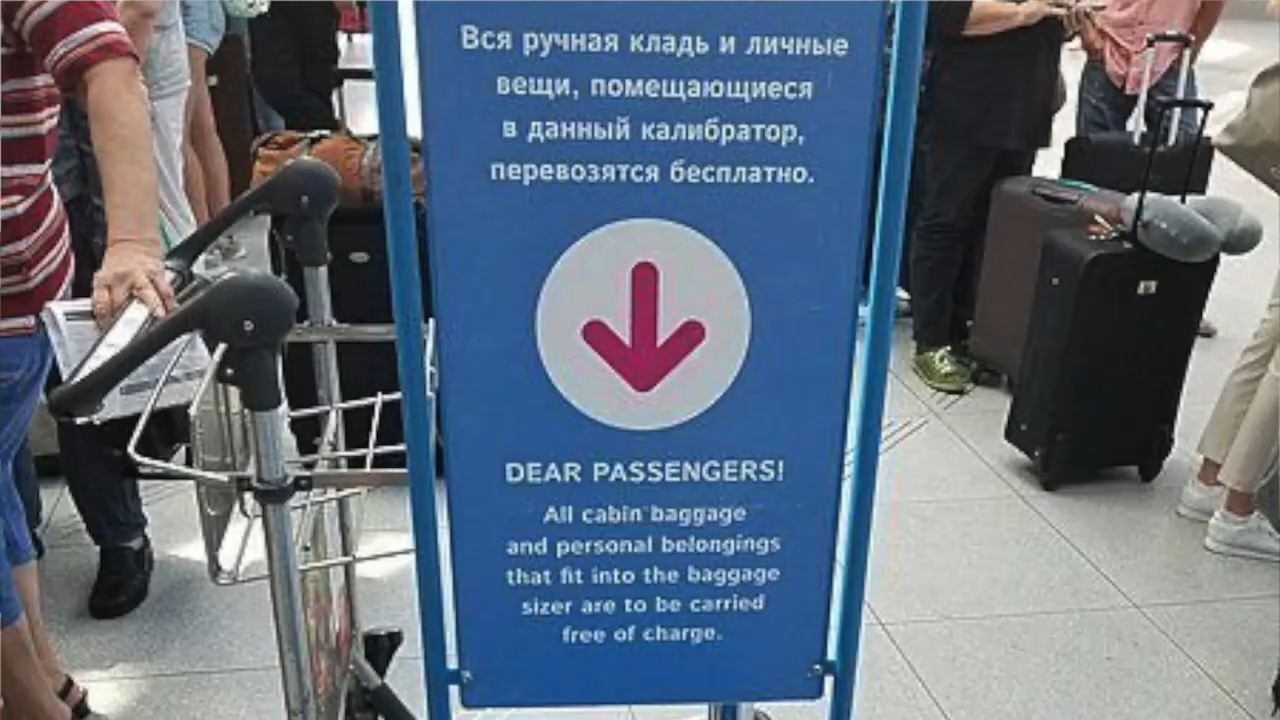 Вся ручная кладь и личные
вещи, помещающиеся
в данный калибратор,
перевозятся бесплатно.
DEAR PASSENGERS!
All cabin baggage
and personal belongings
that fit into the baggage
sizer are to be carried
free of charge.